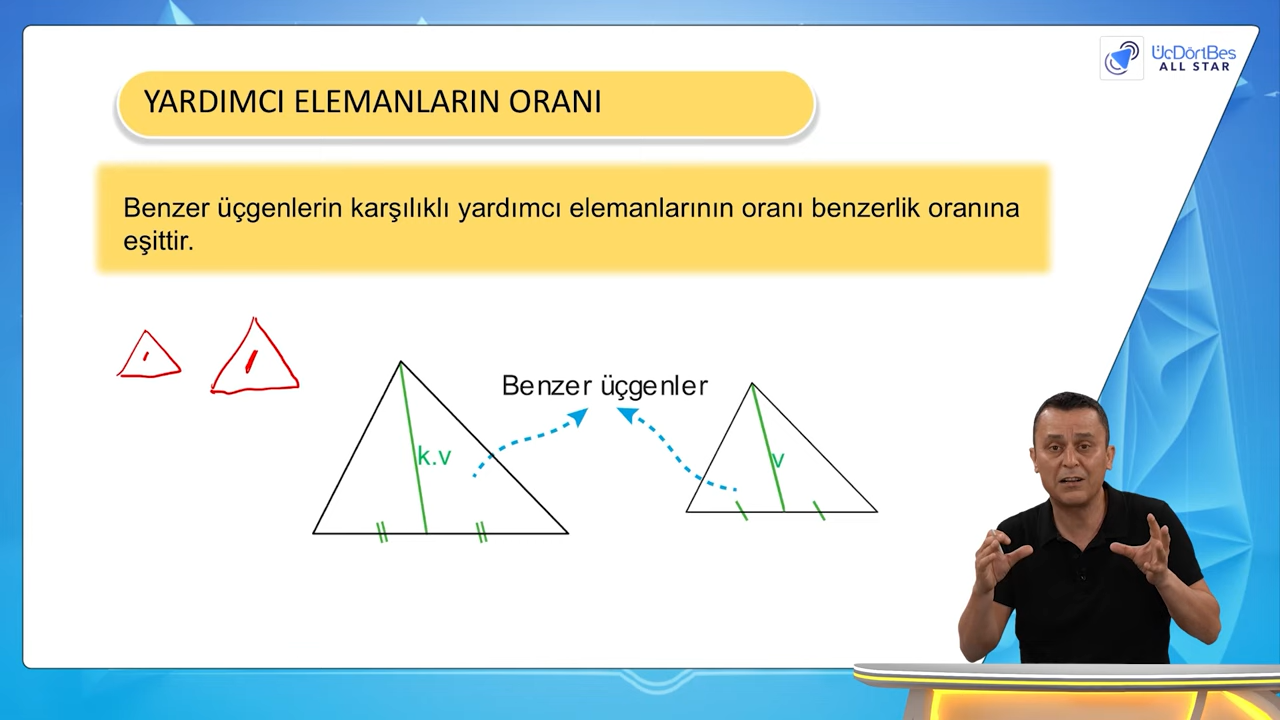 ÜçDörtBeş
ALL STAR
YARDIMCI ELEMANLARIN ORANI
Benzer üçgenlerin karşılıklı yardımcı elemanlarının oranı benzerlik oranına
eşittir.
Benzer üçgenler
k.v
v